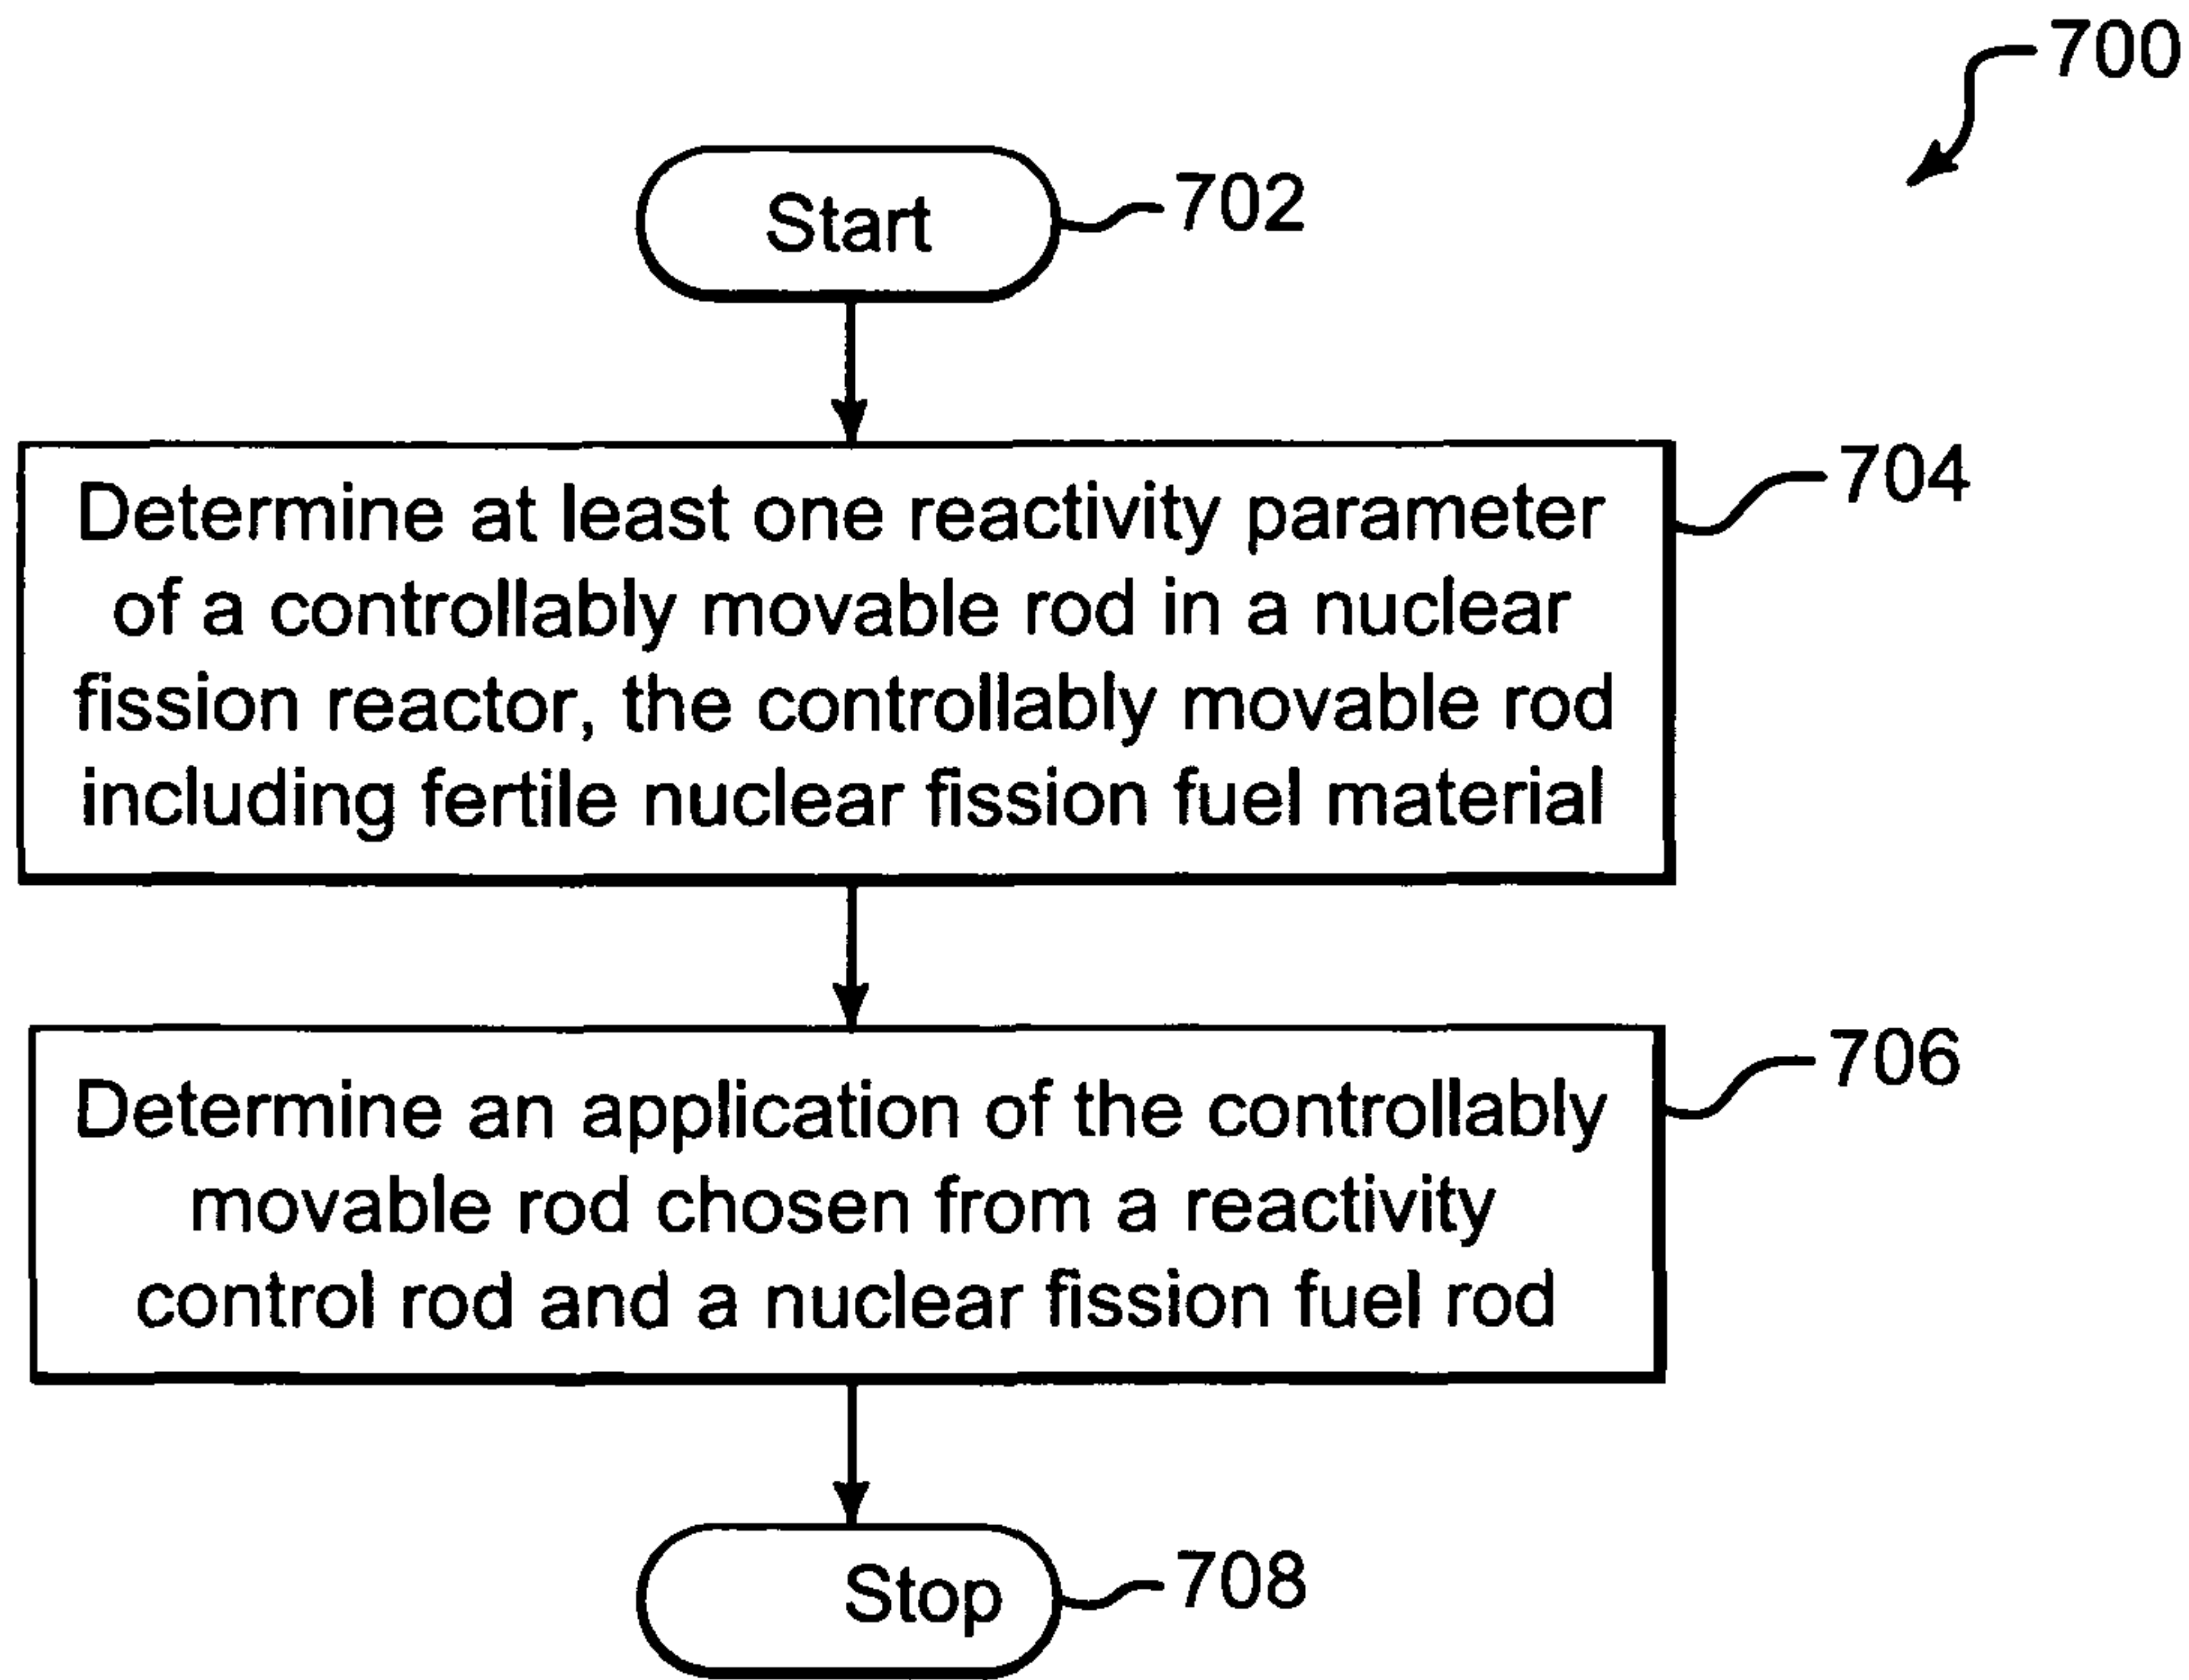 700
Start
702
Determine at least one reactivity parameter
of a controllably movable rod in a nuclear
fission reactor, the controllably movable rod
including fertile nuclear fission fuel material
704
Determine an application of the controllably
movable rod chosen from a reactivity
control rod and a nuclear fission fuel rod
706
Stop
708